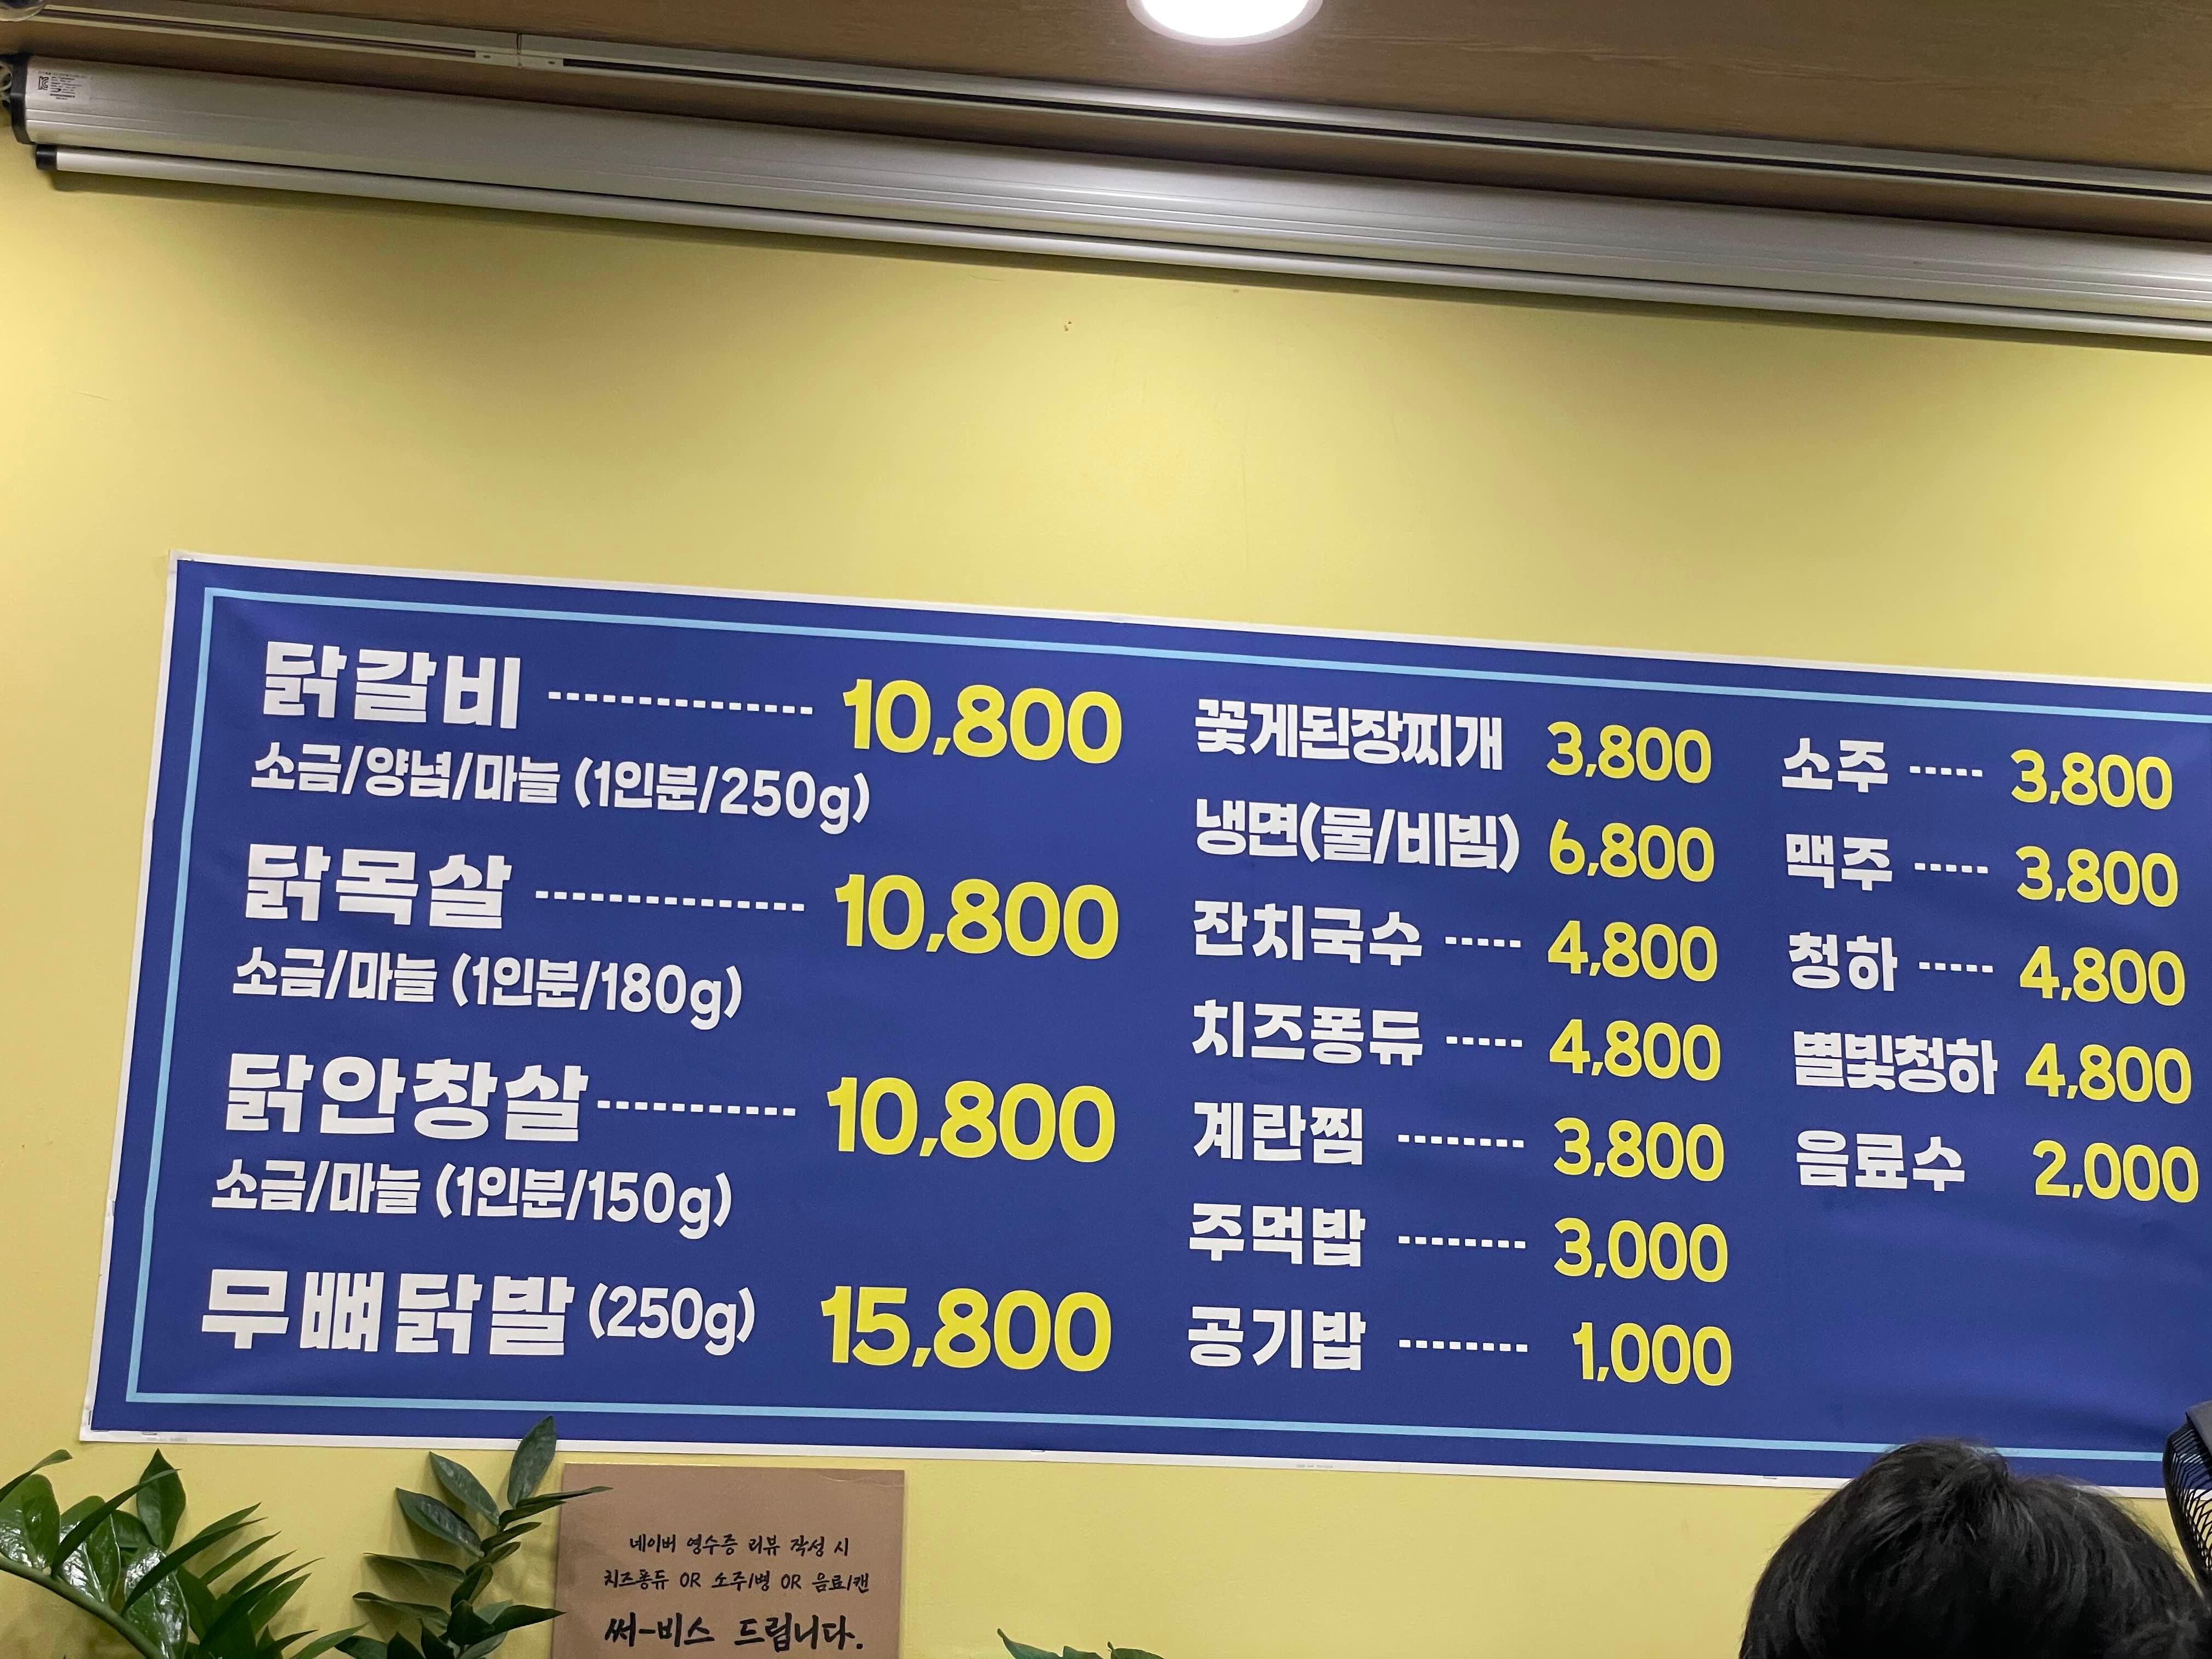 닭갈비 --------------- 10,800
소금/양념/마늘 (1인분/250g)
닭목살 --------------- 10,800
소금/마늘 (1인분/180g)
닭안창살 ----------- 10,800
소금/마늘 (1인분/150g)
무뼈닭발 (250g) 15,800
꽃게된장찌개 3,800
냉면(물/비빔) 6,800
잔치국수 ----- 4,800
치즈퐁듀 ----- 4,800
계란찜 -------- 3,800
주먹밥 -------- 3,000
공기밥 -------- 1,000
소주 ----- 3,800
맥주 ----- 3,800
청하 ----- 4,800
별빛청하 4,800
음료수 2,000
네이버 영수증 리뷰 작성 시
치즈퐁듀 OR 소주1병 OR 음료1캔
써-비스 드립니다.